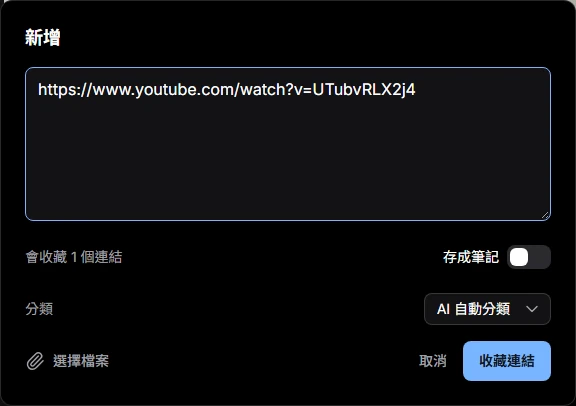 新增
https://www.youtube.com/watch?v=UTubvRLX2j4
會收藏 1 個連結
存成筆記
分類
AI 自動分類
選擇檔案
取消
收藏連結